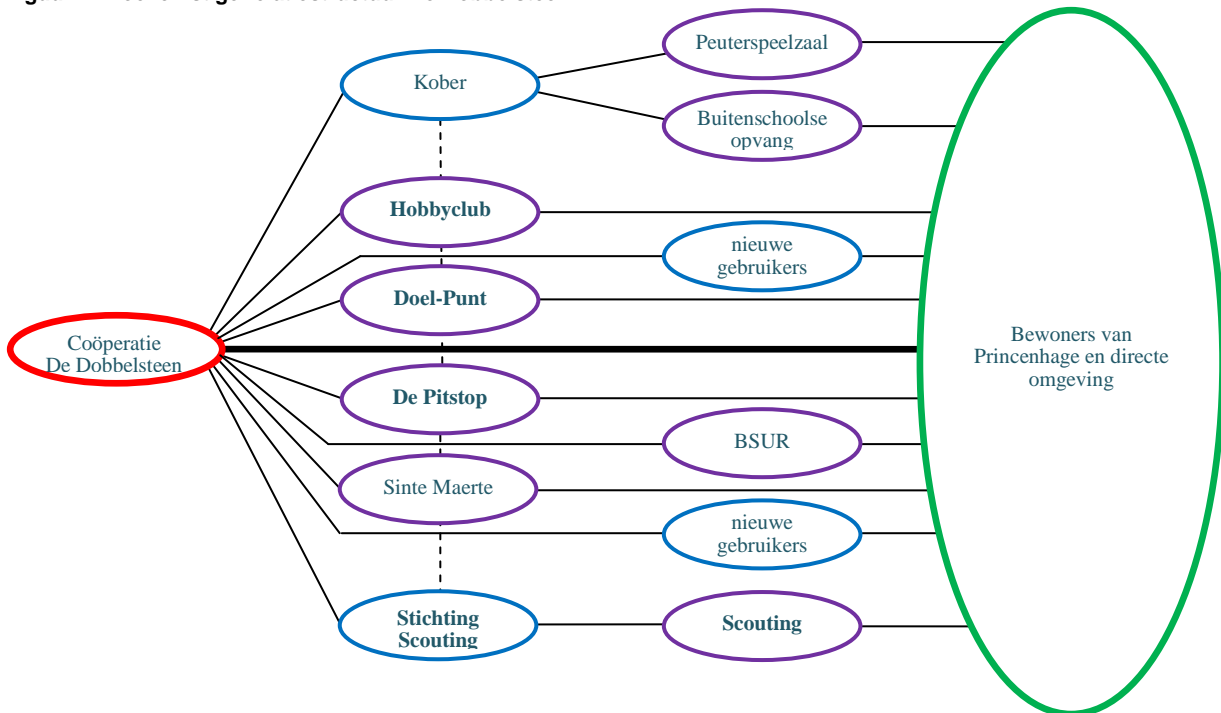 Peuterspeelzaal
Kober
Buitenschoolse
opvang
Hobbyclub
nieuwe
gebruikers
Doel-Punt
Coöperatie
De Dobbelsteen
Bewoners van
Princenhage en directe
omgeving
De Pitstop
BSUR
Sinte Maerte
nieuwe
gebruikers
Stichting
Scouting
Scouting